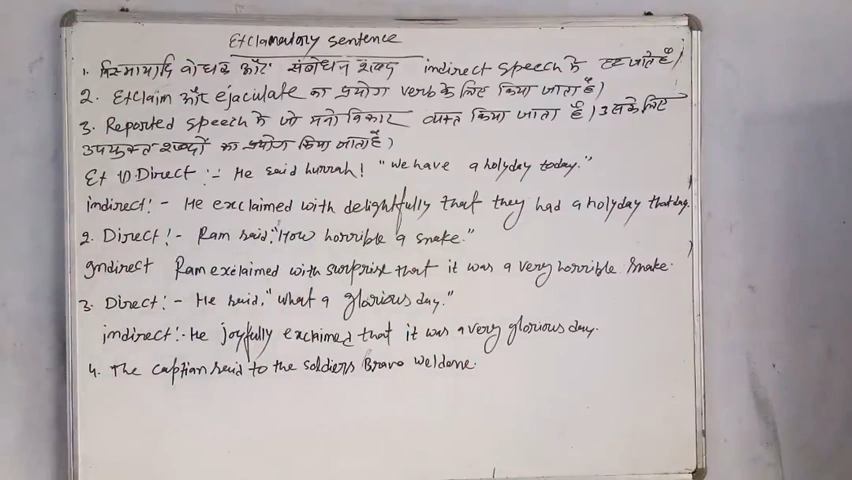 Exclamatory sentence
1. विस्मयादि बोधक और संबोधन शब्द indirect speech में हट जाते हैं।
2. Exclaim और ejaculate का प्रयोग verb के लिए किया जाता है।
3. Reported speech में जो मनोविकार व्यक्त किया जाता है। उसके लिए
उपयुक्त शब्दों का प्रयोग किया जाता है।
Ex 1) Direct :- He said hurrah! "We have a holyday today."
indirect :- He exclaimed with delightfully that they had a holyday that day.
2. Direct :- Ram said, "How horrible a snake."
Indirect Ram exclaimed with surprise that it was a very horrible snake.
3. Direct :- He said, "What a glorious day."
indirect :- He joyfully exclaimed that it was a very glorious day.
4. The captian said to the soldiers Bravo weldone.